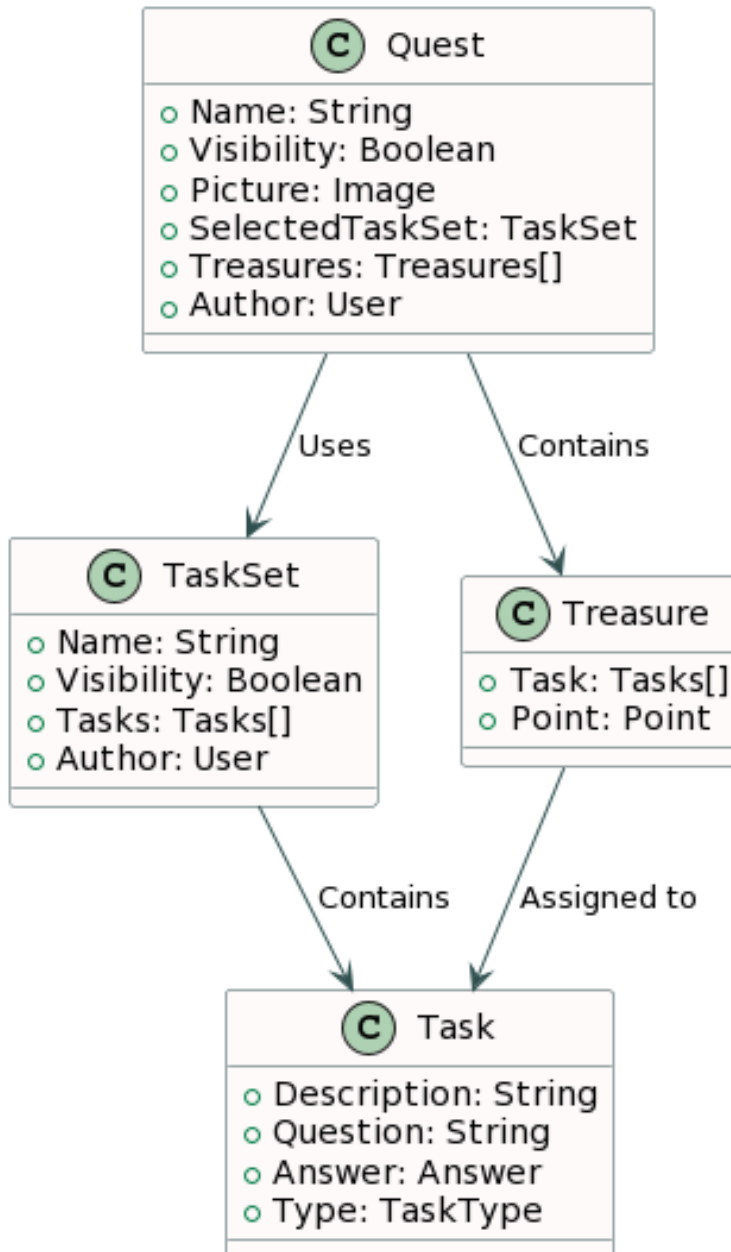 C Quest
Name: String
Visibility: Boolean
Picture: Image
SelectedTaskSet: TaskSet
Treasures: Treasures[]
Author: User
Uses
Contains
C TaskSet
Name: String
Visibility: Boolean
Tasks: Tasks[]
Author: User
C Treasure
Task: Tasks[]
Point: Point
Contains
Assigned to
C Task
Description: String
Question: String
Answer: Answer
Type: TaskType